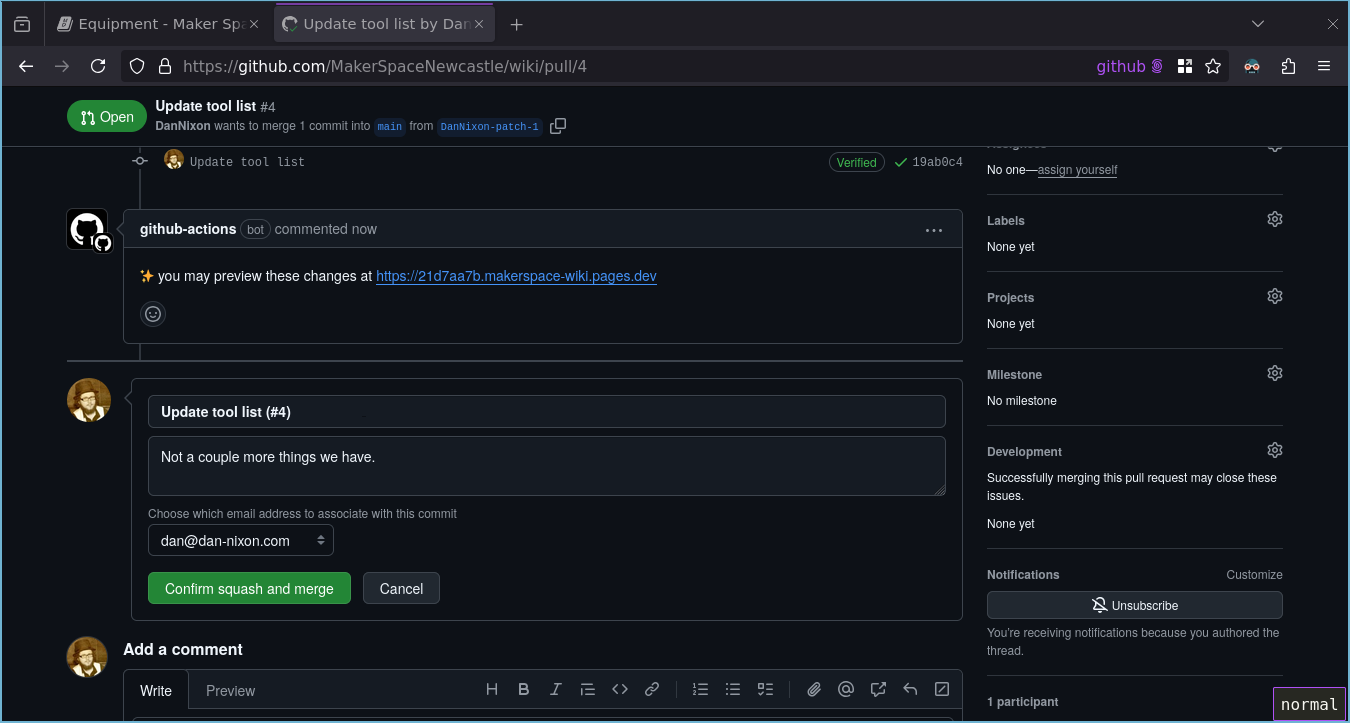 Equipment - Maker Spa
Update tool list by Dan
https://github.com/MakerSpaceNewcastle/wiki/pull/4
github
Open
Update tool list #4
DanNixon wants to merge 1 commit into main from DanNixon-patch-1
Update tool list
Verified
19ab0c4
github-actions bot commented now
✨ you may preview these changes at https://21d7aa7b.makerspace-wiki.pages.dev
Update tool list (#4)
Not a couple more things we have.
Choose which email address to associate with this commit
dan@dan-nixon.com
Confirm squash and merge
Cancel
Add a comment
Write
Preview
Assignees
No one—assign yourself
Labels
None yet
Projects
None yet
Milestone
No milestone
Development
Successfully merging this pull request may close these
issues.
None yet
Notifications
Customize
Unsubscribe
You're receiving notifications because you authored the
thread.
1 participant
normal